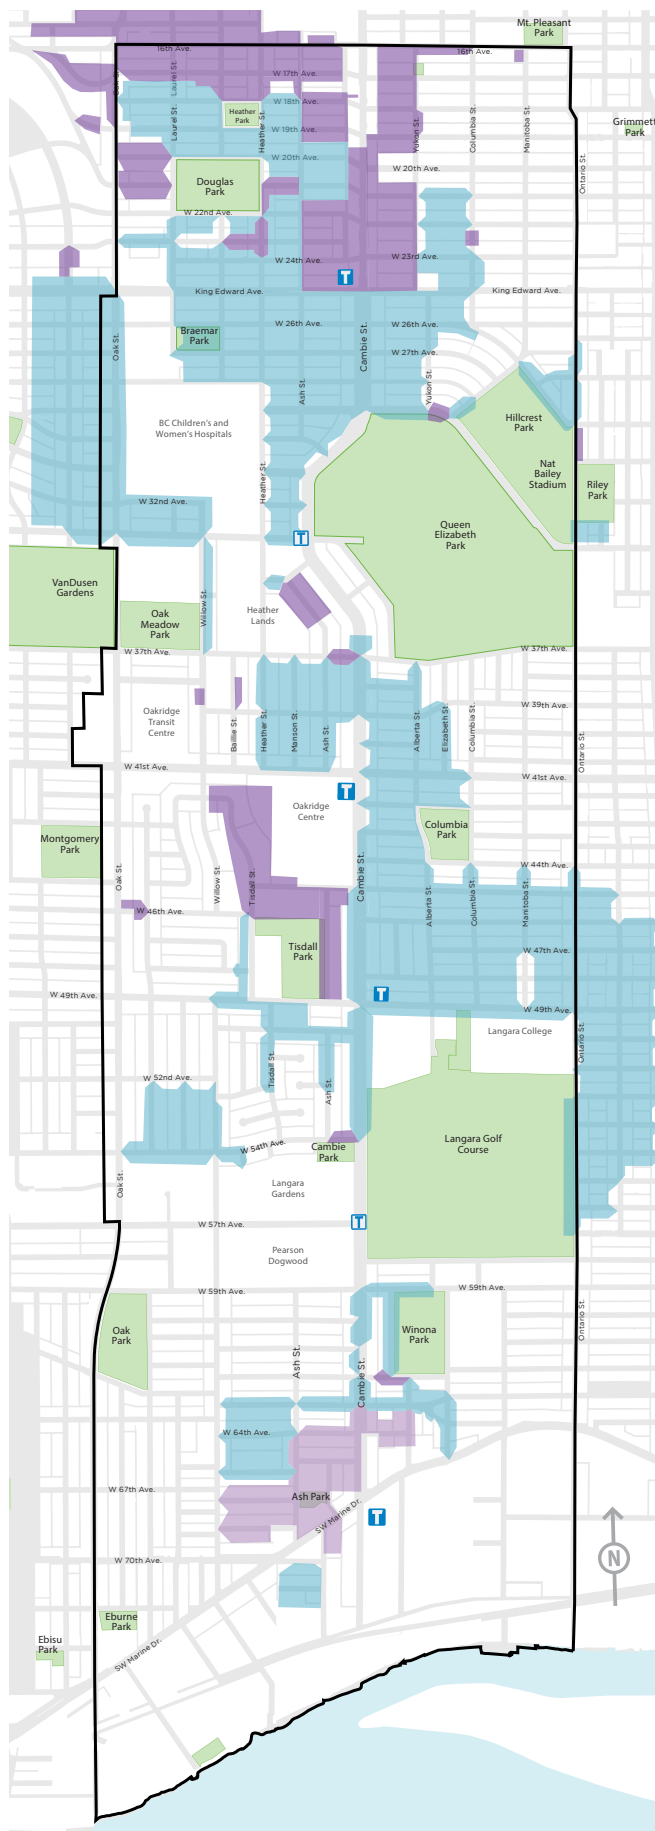 Mt. Pleasant
Park
16th Ave.
16th Ave.
Oak St.
Laurel St.
W 17th Ave.
W 18th Ave.
Heather
Park
Laurel St.
Heather St.
Yukon St.
Columbia St.
Manitoba St.
Grimmett
Park
W 19th Ave.
W 20th Ave.
W 20th Ave.
Ontario St.
Douglas
Park
W 22nd Ave.
W 24th Ave.
W 23rd Ave.
T
King Edward Ave.
King Edward Ave.
W 26th Ave.
W 26th Ave.
Braemar
Park
Oak St.
Cambie St.
W 27th Ave.
Ash St.
Yukon St.
BC Children's and
Women's Hospitals
Hillcrest
Park
Heather St.
Nat
Bailey
Stadium
Riley
Park
W 32nd Ave.
Queen
Elizabeth
Park
T
VanDusen
Gardens
Willow St.
Heather
Lands
Oak
Meadow
Park
W 37th Ave.
W 37th Ave.
W 39th Ave.
Oakridge
Transit
Centre
Baillie St.
Heather St.
Manson St.
Ash St.
Alberta St.
Elizabeth St.
Columbia St.
Ontario St.
W 41st Ave.
W 41st Ave.
T
Oakridge
Centre
Columbia
Park
Montgomery
Park
W 44th Ave.
Oak St.
Willow St.
Tisdall St.
Cambie St.
Alberta St.
Columbia St.
Manitoba St.
W 46th Ave.
Tisdall
Park
W 47th Ave.
W 49th Ave.
T
W 49th Ave.
Langara College
Ontario St.
Tisdall St.
W 52nd Ave.
Ash St.
W 54th Ave.
Cambie
Park
Langara Golf
Course
Oak St.
Langara
Gardens
W 57th Ave.
T
Pearson
Dogwood
W 59th Ave.
W 59th Ave.
Oak
Park
Winona
Park
Ontario St.
Ash St.
Cambie St.
W 64th Ave.
W 67th Ave.
Ash Park
SW Marine Dr.
T
W 70th Ave.
N
Eburne
Park
Ebisu
Park
SW Marine Dr.